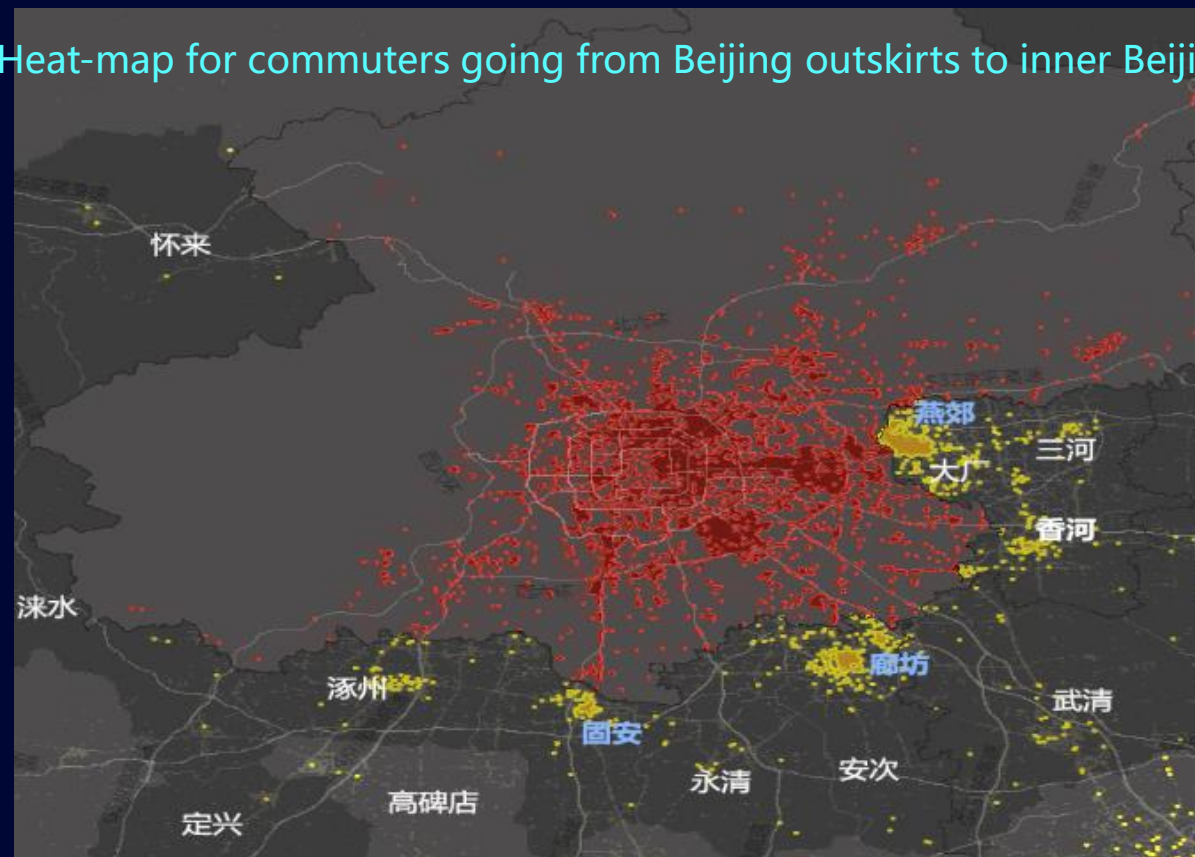 Heat-map for commuters going from Beijing outskirts to inner Beiji
怀来
燕郊
三河
大厂
香河
涞水
廊坊
涿州
武清
固安
安次
永清
高碑店
定兴